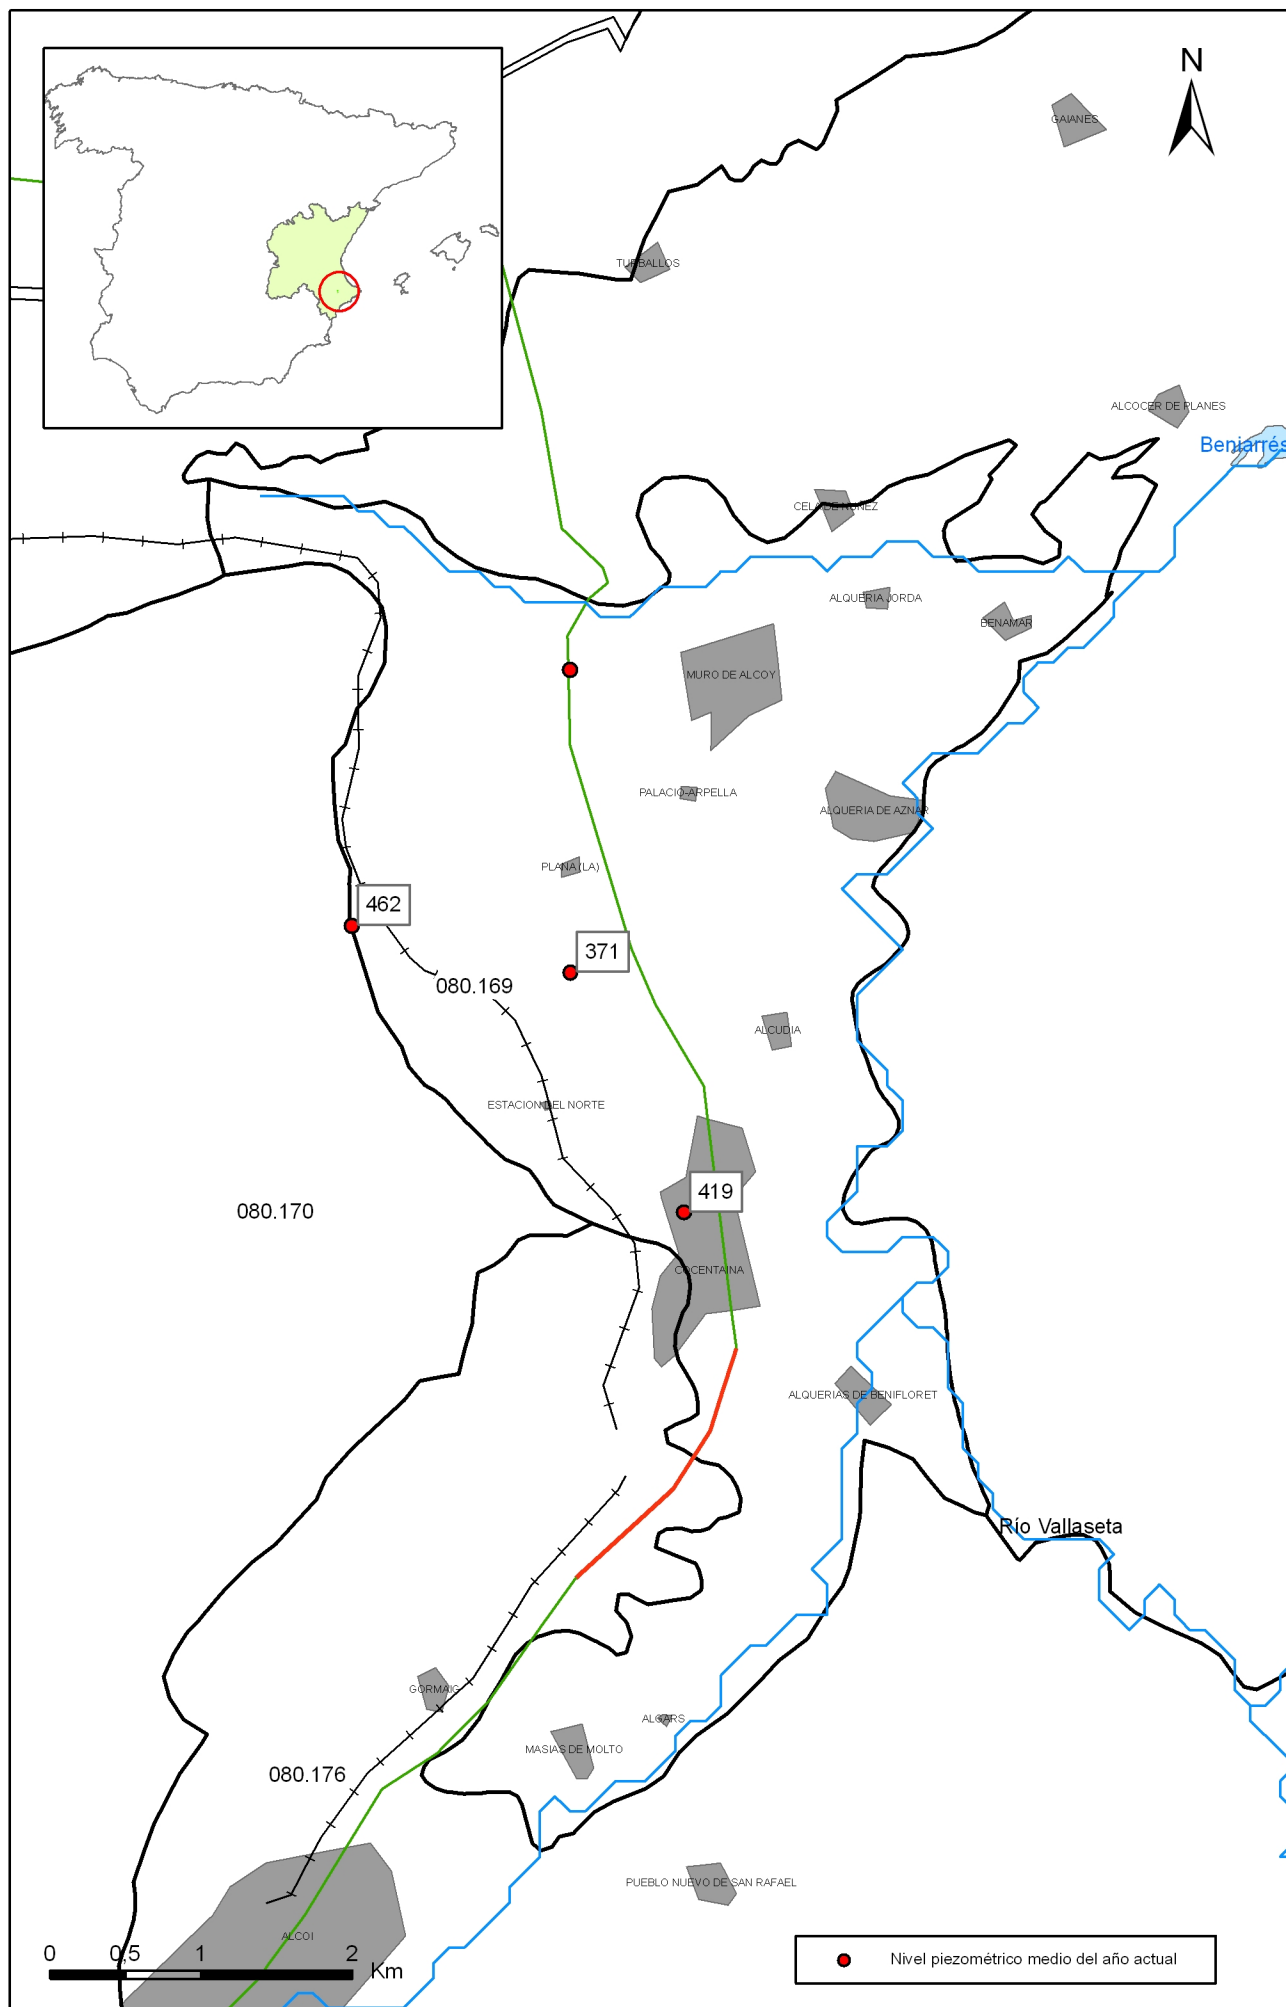 N
GAIANES
TURBALLOS
ALCOCER DE PLANES
Beniarrés
CELA DE NUÑEZ
ALQUERIA JORDA
BENAMAR
MURO DE ALCOY
PALACIO-ARPELLA
ALQUERIA DE AZNAR
PLANA (LA)
462
371
080.169
ALCUDIA
ESTACION DEL NORTE
419
080.170
COCENTAINA
ALQUERIAS DE BENIFLORET
Río Vallaseta
GORMAIG
ALGARS
MASIAS DE MOLTO
080.176
PUEBLO NUEVO DE SAN RAFAEL
ALCOI
0 0,5 1 2
Km
Nivel piezométrico medio del año actual